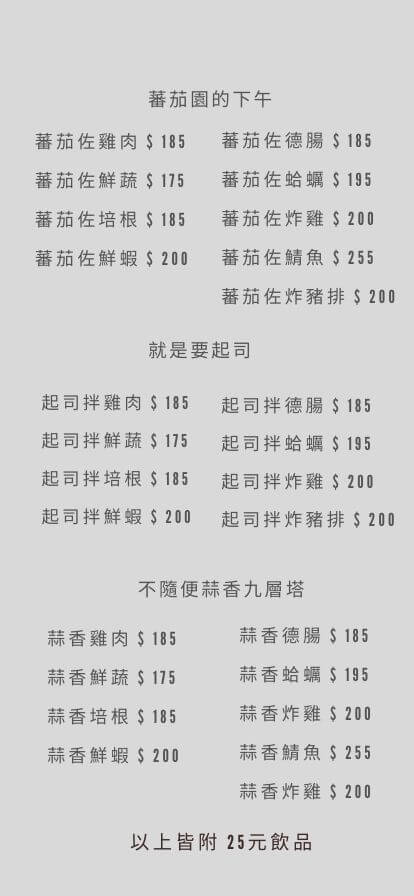 蕃茄園的下午
蕃茄佐雞肉 $ 185
蕃茄佐鮮蔬 $ 175
蕃茄佐培根 $ 185
蕃茄佐鮮蝦 $ 200
蕃茄佐德腸 $ 185
蕃茄佐蛤蠣 $ 195
蕃茄佐炸雞 $ 200
蕃茄佐鯖魚 $ 255
蕃茄佐炸豬排 $ 200
就是要起司
起司拌雞肉 $ 185
起司拌鮮蔬 $ 175
起司拌培根 $ 185
起司拌鮮蝦 $ 200
起司拌德腸 $ 185
起司拌蛤蠣 $ 195
起司拌炸雞 $ 200
起司拌炸豬排 $ 200
不隨便蒜香九層塔
蒜香雞肉 $ 185
蒜香鮮蔬 $ 175
蒜香培根 $ 185
蒜香鮮蝦 $ 200
蒜香德腸 $ 185
蒜香蛤蠣 $ 195
蒜香炸雞 $ 200
蒜香鯖魚 $ 255
蒜香炸雞 $ 200
以上皆附 25元飲品